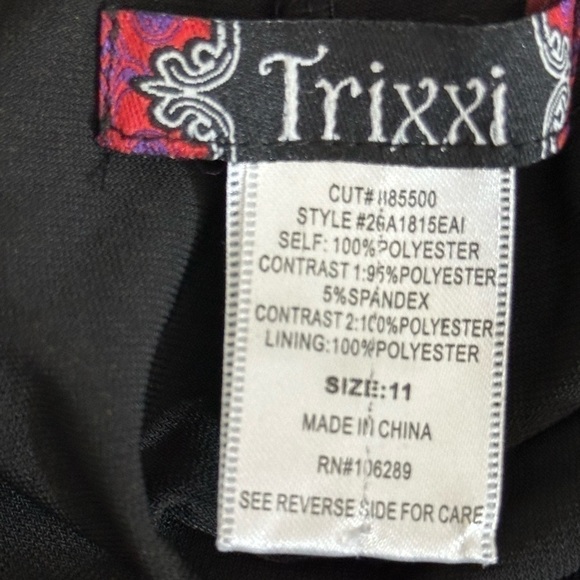 Trixxi
CUT# 885500
STYLE #26A1815EAI
SELF: 100%POLYESTER
CONTRAST 1:95%POLYESTER
5%SPANDEX
CONTRAST 2:100%POLYESTER
LINING:100%POLYESTER
SIZE:11
MADE IN CHINA
RN#106289
SEE REVERSE SIDE FOR CARE